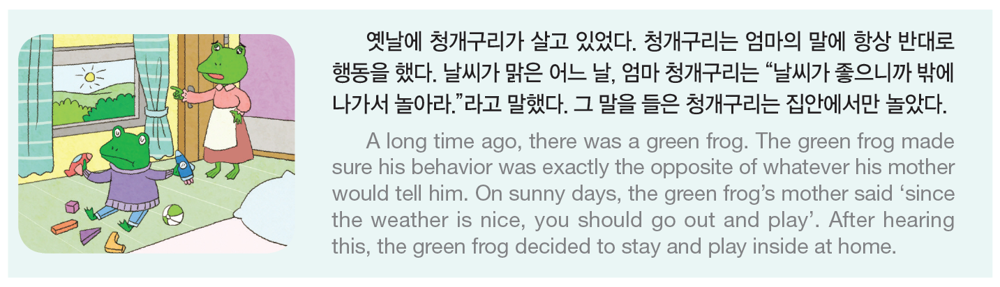 옛날에 청개구리가 살고 있었다. 청개구리는 엄마의 말에 항상 반대로
행동을 했다. 날씨가 맑은 어느 날, 엄마 청개구리는 “날씨가 좋으니까 밖에
나가서 놀아라.”라고 말했다. 그 말을 들은 청개구리는 집안에서만 놀았다.
A long time ago, there was a green frog. The green frog made
sure his behavior was exactly the opposite of whatever his mother
would tell him. On sunny days, the green frog’s mother said ‘since
the weather is nice, you should go out and play’. After hearing
this, the green frog decided to stay and play inside at home.